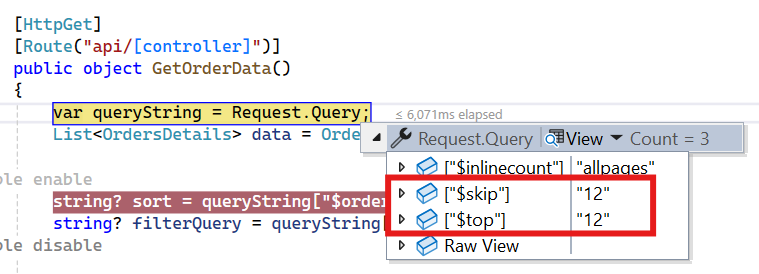 [HttpGet]
[Route("api/[controller]")]
public object GetOrderData()
{
var queryString = Request.Query; ≤ 6,071ms elapsed
List<OrdersDetails> data = Orde
Request.Query View Count = 3
["$inlinecount"] "allpages"
["$skip"] "12"
["$top"] "12"
Raw View
ble enable
string? sort = queryString["$orde
string? filterQuery = queryString[
ble disable